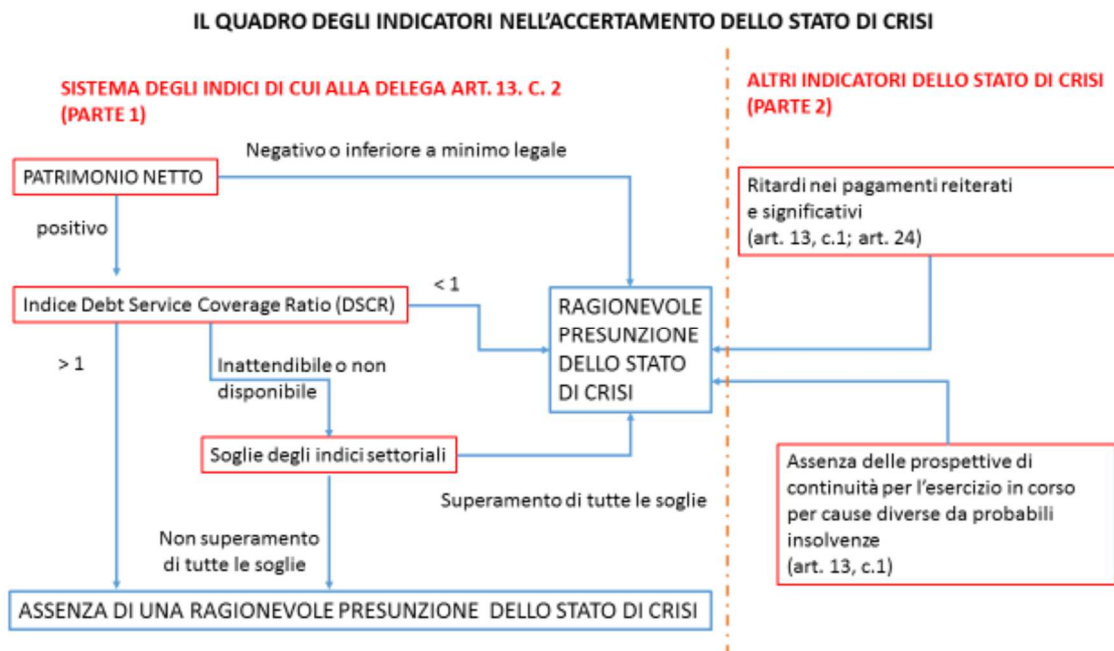 IL QUADRO DEGLI INDICATORI NELL'ACCERTAMENTO DELLO STATO DI CRISI
SISTEMA DEGLI INDICI DI CUI ALLA DELEGA ART. 13. C. 2
(PARTE 1)
ALTRI INDICATORI DELLO STATO DI CRISI
(PARTE 2)
Negativo o inferiore a minimo legale
PATRIMONIO NETTO
positivo
Ritardi nei pagamenti reiterati
e significativi
(art. 13, c.1; art. 24)
< 1
Indice Debt Service Coverage Ratio (DSCR)
RAGIONEVOLE
PRESUNZIONE
DELLO STATO
DI CRISI
> 1
Inattendibile o non
disponibile
Soglie degli indici settoriali
Superamento di tutte le soglie
Assenza delle prospettive di
continuità per l'esercizio in corso
per cause diverse da probabili
insolvenze
(art. 13, c.1)
Non superamento
di tutte le soglie
ASSENZA DI UNA RAGIONEVOLE PRESUNZIONE DELLO STATO DI CRISI